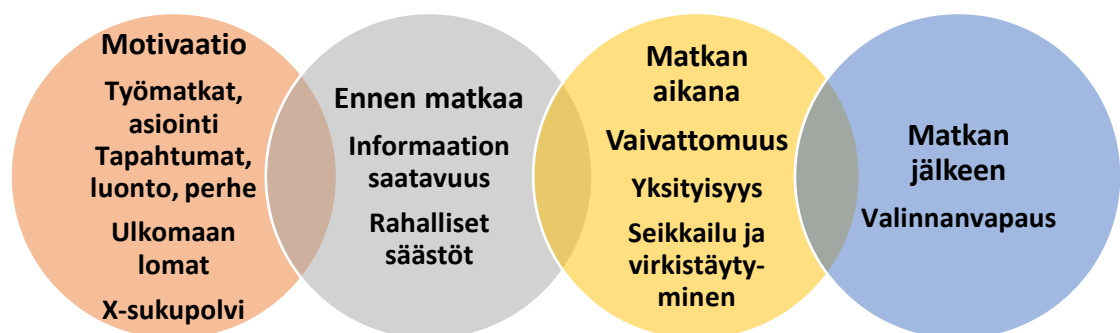 Motivaatio
Työmatkat,
asiointi
Tapahtumat,
luonto, perhe
Ulkomaan
lomat
X-sukupolvi
Ennen matkaa
Informaation
saatavuus
Rahalliset
säästöt
Matkan
aikana
Vaivattomuus
Yksityisyys
Seikkailu ja
virkistäyty-
minen
Matkan
jälkeen
Valinnanvapaus